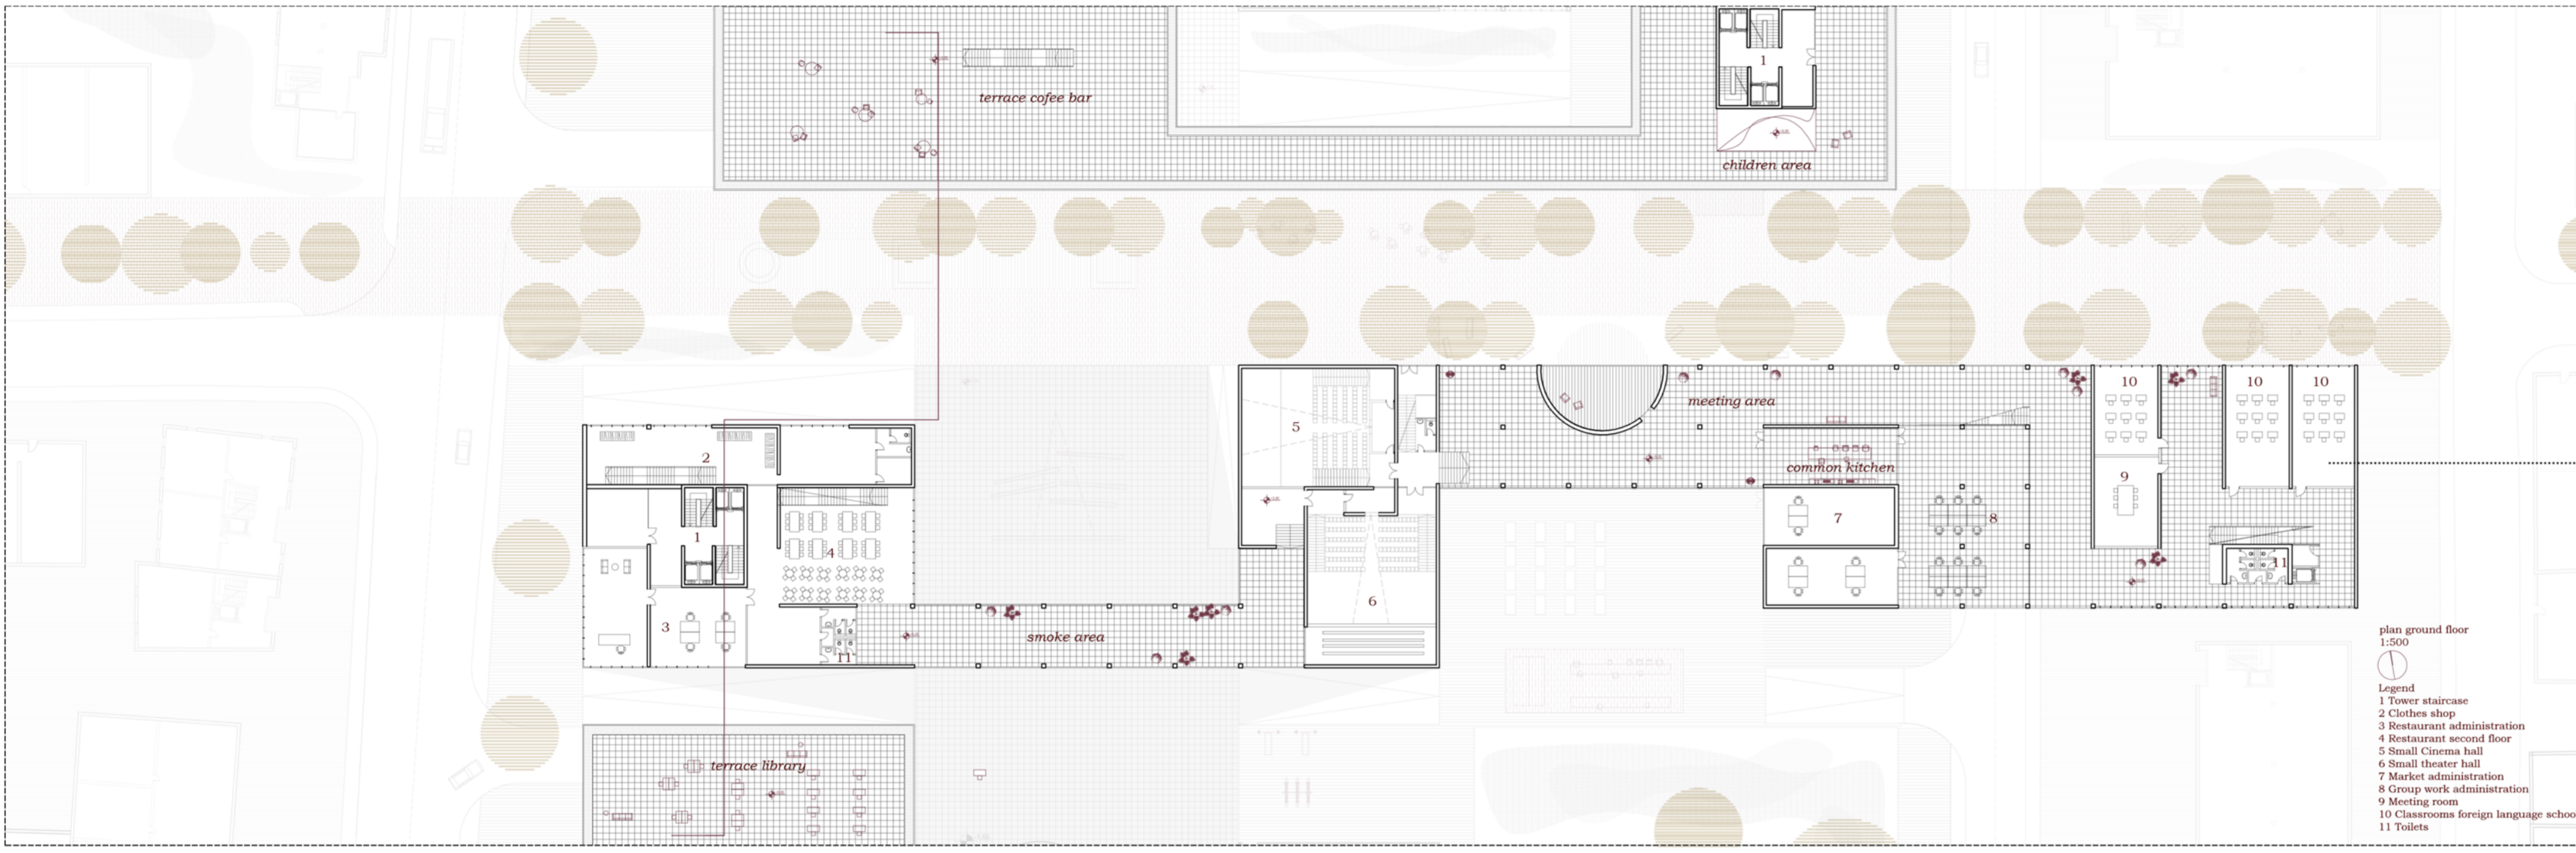 terrace cofee bar
1
children area
10
10
10
meeting area
5
2
common kitchen
9
7
8
1
4
11
6
3
smoke area
11
terrace library
plan ground floor
1:500
Legend
1 Tower staircase
2 Clothes shop
3 Restaurant administration
4 Restaurant second floor
5 Small Cinema hall
6 Small theater hall
7 Market administration
8 Group work administration
9 Meeting room
10 Classrooms foreign language schoo
11 Toilets